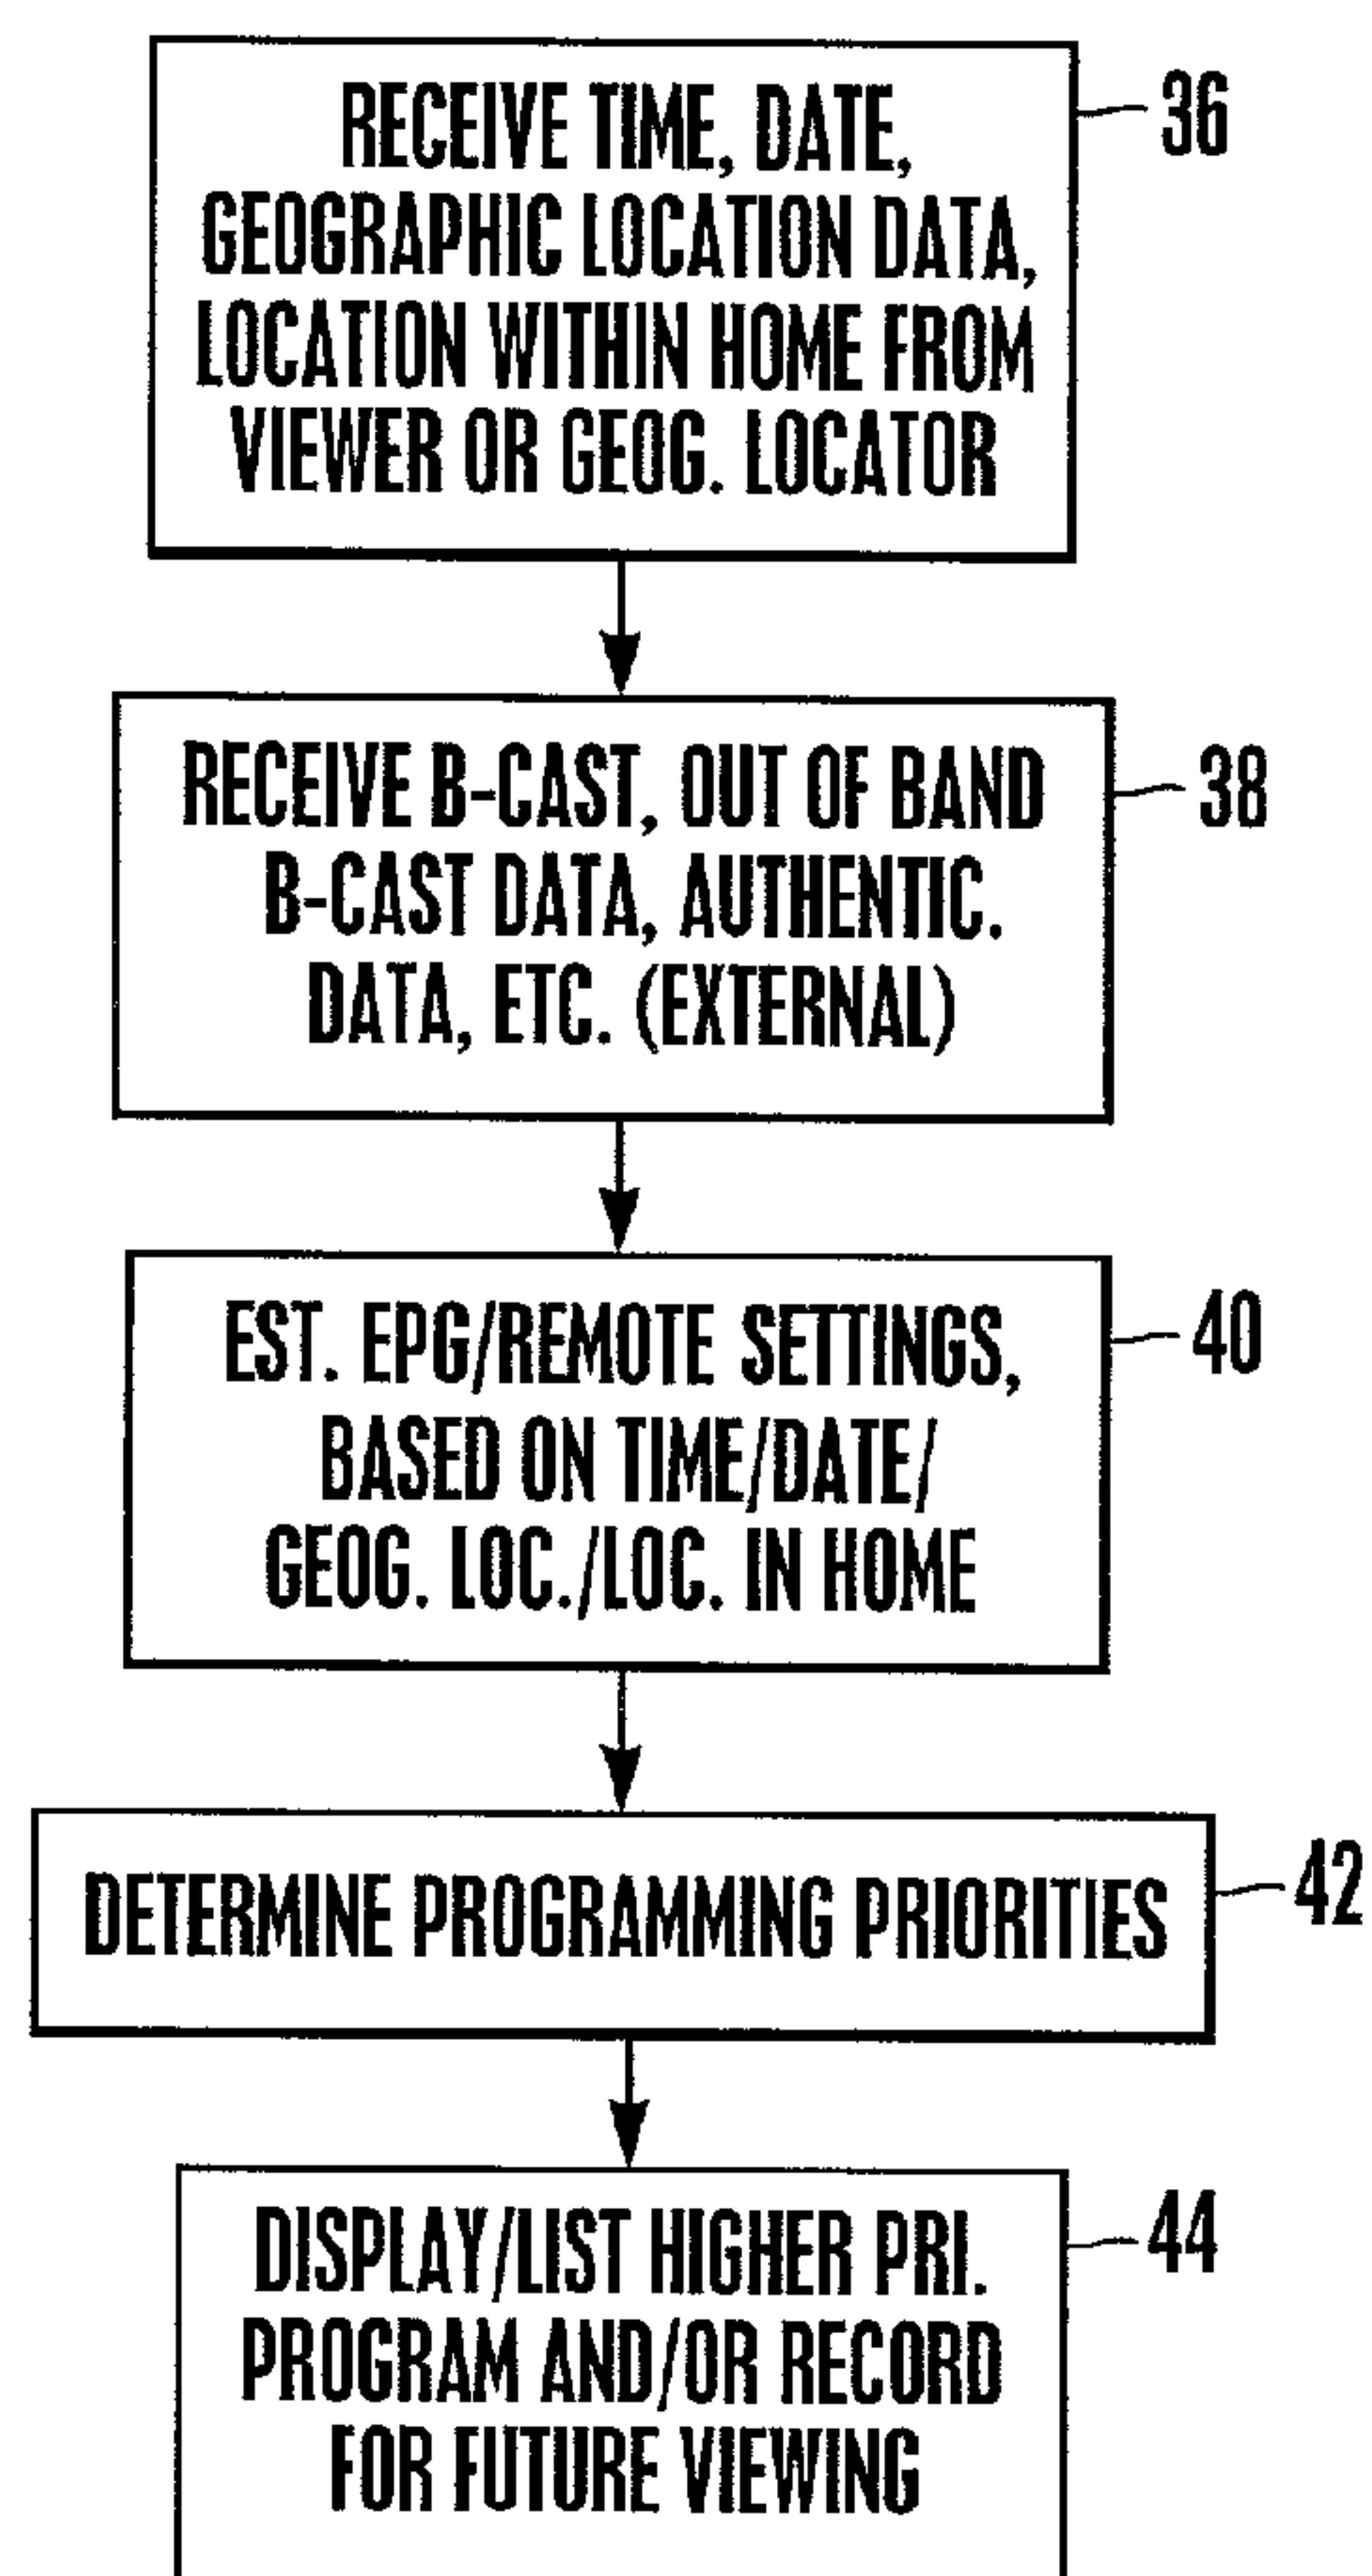 RECEIVE TIME, DATE,
GEOGRAPHIC LOCATION DATA,
LOCATION WITHIN HOME FROM
VIEWER OR GEOG. LOCATOR
36
RECEIVE B-CAST, OUT OF BAND
B-CAST DATA, AUTHENTIC.
DATA, ETC. (EXTERNAL)
38
EST. EPG/REMOTE SETTINGS,
BASED ON TIME/DATE/
GEOG. LOC./LOC. IN HOME
40
DETERMINE PROGRAMMING PRIORITIES
42
DISPLAY/LIST HIGHER PRI.
PROGRAM AND/OR RECORD
FOR FUTURE VIEWING
44